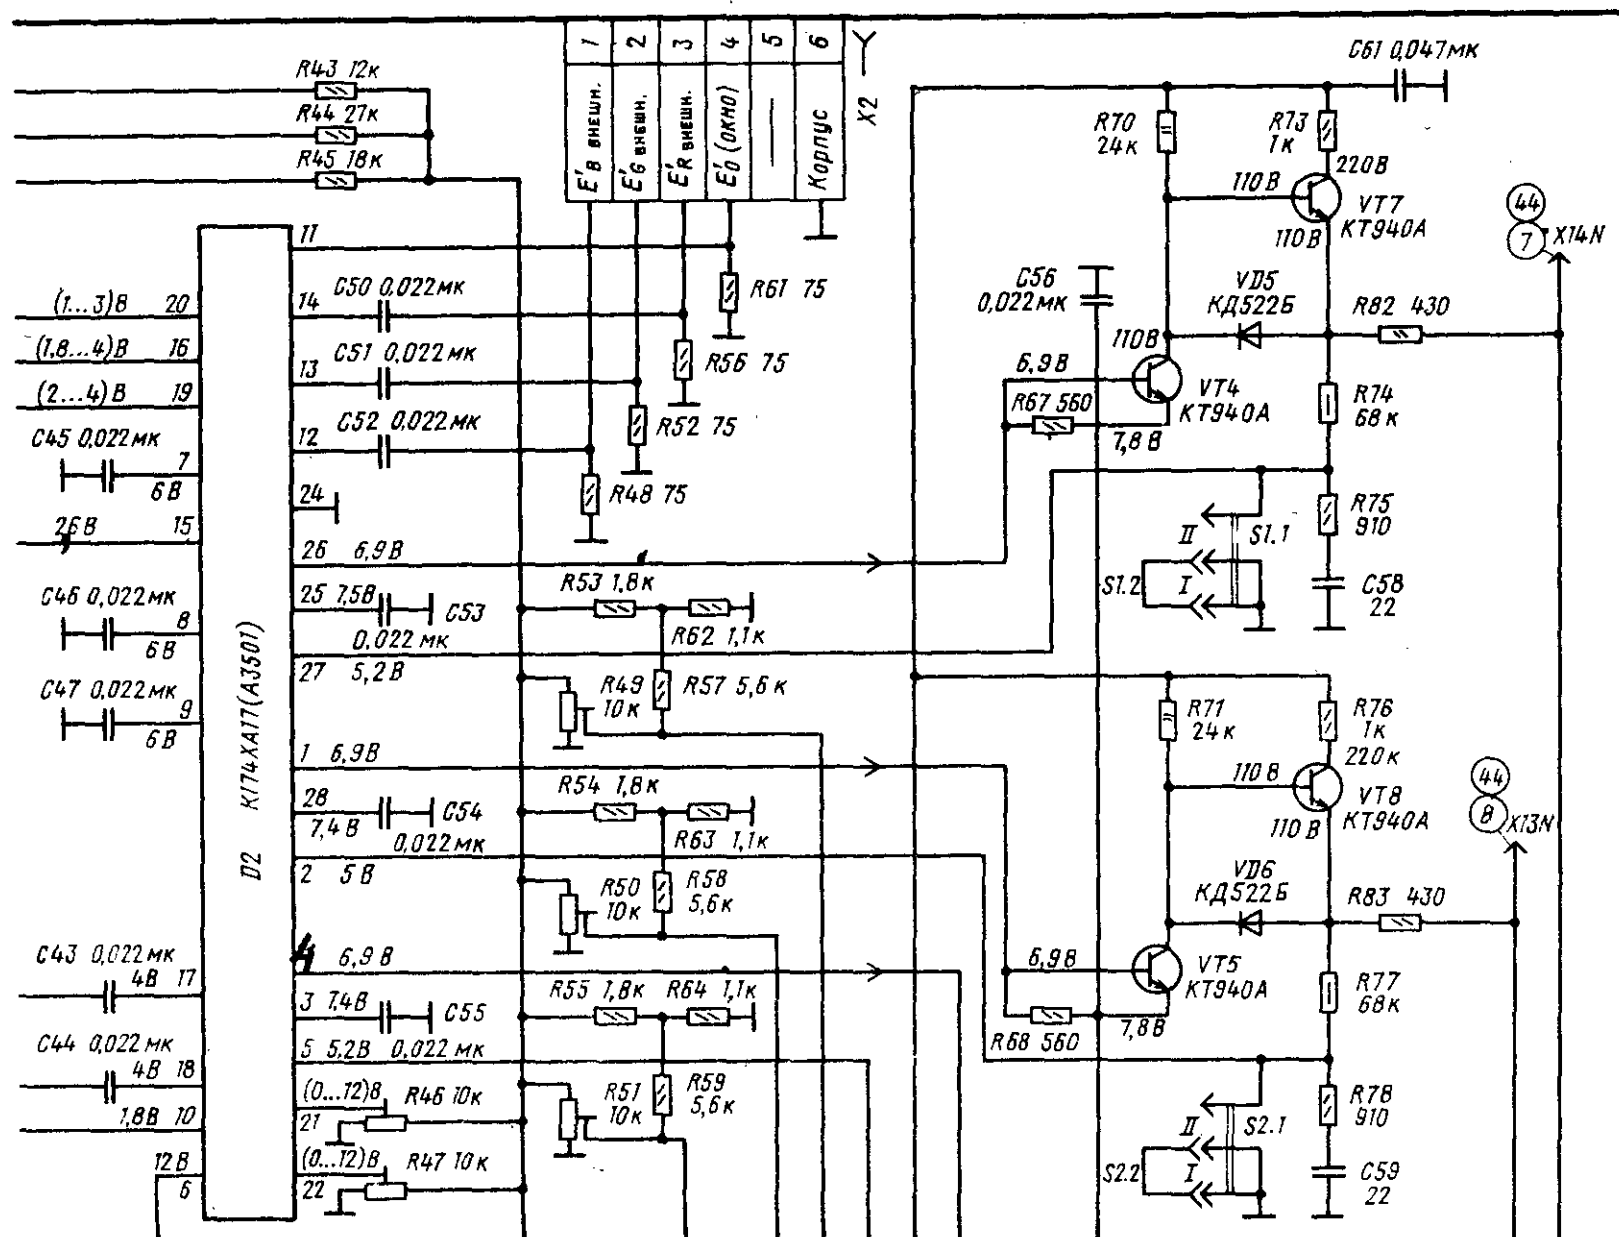 R43 12к
R44 27к
R45 18к
1
2
3
4
5
6
E'B внешн.
E'G внешн.
E'R внешн.
E'O (окно)
—
Корпус
X2
C61 0,047мк
R70
24к
R73
1к
220В
110В
VT7
КТ940А
110В
44
7
X14N
11
R61 75
(1...3)В 20
14 C50 0,022мк
(1,8...4)В 16
R56 75
13 C51 0,022мк
(2...4)В 19
R52 75
12 C52 0,022мк
C45 0,022мк
7
6В
R48 75
24
26В 15
C56
0,022мк
VD5
КД522Б
R82 430
110В
6,9В
VT4
КТ940А
R67 560
7,8В
R74
68к
R75
910
II
S1.1
S1.2
I
C58
22
26 6,9В
R53 1,8к
25 7,5В
C53
0,022мк
R62 1,1к
C46 0,022мк
8
6В
27 5,2В
R49
10к
R57 5,6к
C47 0,022мк
9
6В
D2 К174ХА17(А3501)
1 6,9В
R54 1,8к
28
7,4В
C54
0,022мк
R63 1,1к
2 5В
R50
10к
R58
5,6к
R71
24к
R76
1к
220к
110В
VT8
КТ940А
110В
44
8
X13N
VD6
КД522Б
R83 430
6,9В
VT5
КТ940А
R68 560
7,8В
R77
68к
C43 0,022мк
4В 17
4
6,9В
R55 1,8к
R64 1,1к
3 7,4В
C55
5 5,2В 0,022мк
C44 0,022мк
4В 18
R51
10к
R59
5,6к
(0...12)В
21
R46 10к
1,8В 10
(0...12)В
22
R47 10к
12В
6
R78
910
II
S2.1
S2.2
I
C59
22